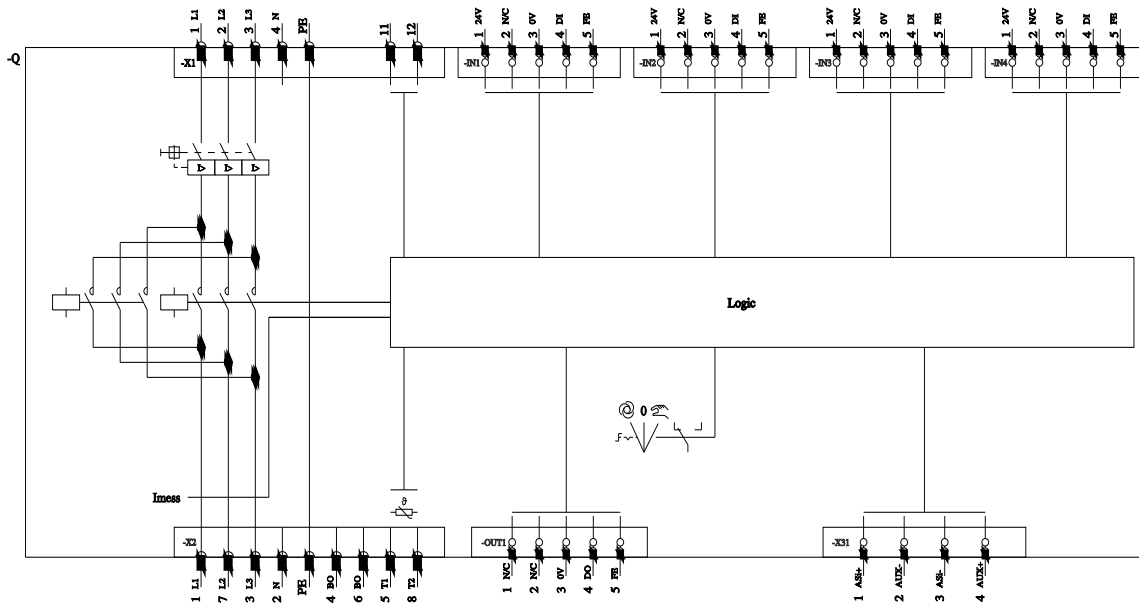 -Q
1 L1
2 L2
3 L3
4 N
PE
11
12
-X1
1 24V
2 N/C
3 0V
4 DI
5 FE
-IN1
1 24V
2 N/C
3 0V
4 DI
5 FE
-IN2
1 24V
2 N/C
3 0V
4 DI
5 FE
-IN3
1 24V
2 N/C
3 0V
4 DI
5 FE
-IN4
I>
I>
I>
Logic
0
Imess
ϑ
-X2
1 L1
7 L2
3 L3
2 N
PE
4 BO
6 BO
5 T1
8 T2
-OUT1
1 N/C
2 N/C
3 0V
4 DO
5 FE
-X31
1 ASi+
2 AUX-
3 ASi-
4 AUX+